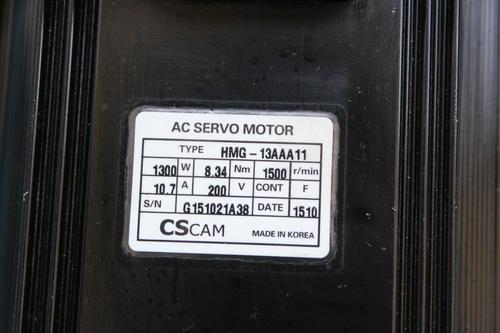 AC SERVO MOTOR
TYPE HMG - 13AAA11
1300 W 8.34 Nm 1500 r/min
10.7 A 200 V CONT F
S/N G151021A38 DATE 1510
CSCAM MADE IN KOREA